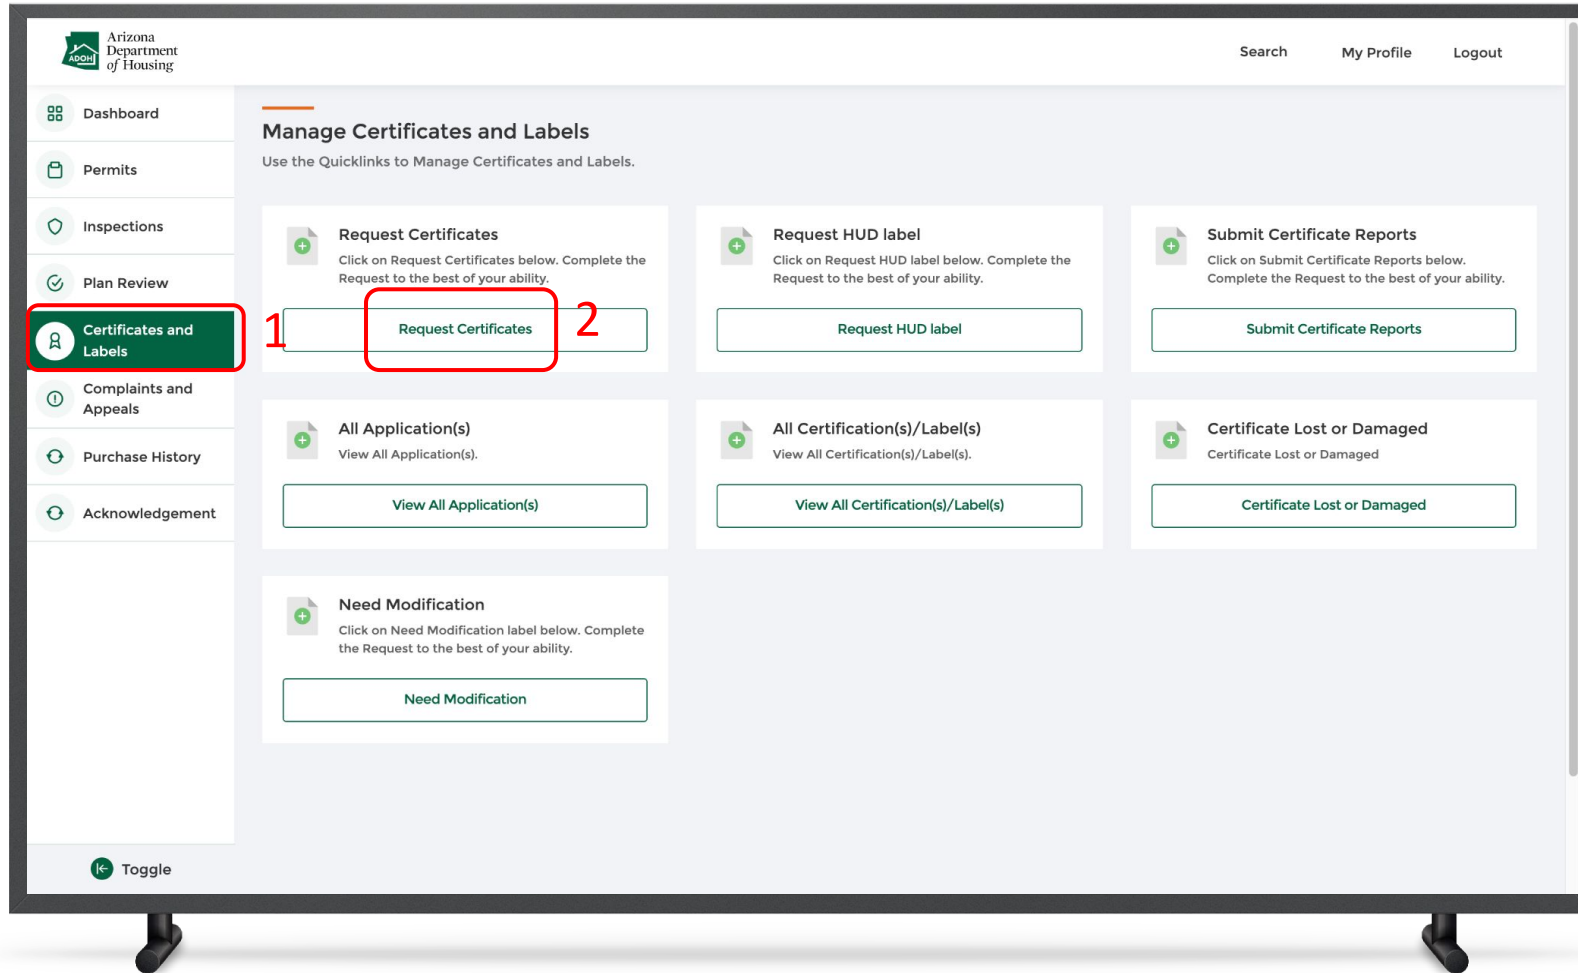 Arizona
Department
of Housing
ADOH
Search
My Profile
Logout
Dashboard
Permits
Inspections
Plan Review
Certificates and
Labels
Complaints and
Appeals
Purchase History
Acknowledgement
Toggle
1
Manage Certificates and Labels
Use the Quicklinks to Manage Certificates and Labels.
Request Certificates
Click on Request Certificates below. Complete the
Request to the best of your ability.
Request Certificates
2
Request HUD label
Click on Request HUD label below. Complete the
Request to the best of your ability.
Request HUD label
Submit Certificate Reports
Click on Submit Certificate Reports below.
Complete the Request to the best of your ability.
Submit Certificate Reports
All Application(s)
View All Application(s).
View All Application(s)
All Certification(s)/Label(s)
View All Certification(s)/Label(s).
View All Certification(s)/Label(s)
Certificate Lost or Damaged
Certificate Lost or Damaged
Certificate Lost or Damaged
Need Modification
Click on Need Modification label below. Complete
the Request to the best of your ability.
Need Modification